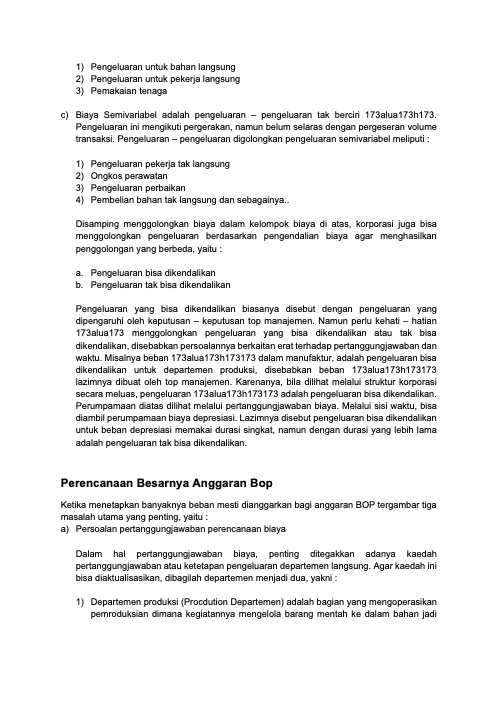 1) Pengeluaran untuk bahan langsung
2) Pengeluaran untuk pekerja langsung
3) Pemakaian tenaga
c) Biaya Semivariabel adalah pengeluaran – pengeluaran tak berciri 173alua173h173.
Pengeluaran ini mengikuti pergerakan, namun belum selaras dengan pergeseran volume
transaksi. Pengeluaran – pengeluaran digolongkan pengeluaran semivariabel meliputi :
1) Pengeluaran pekerja tak langsung
2) Ongkos perawatan
3) Pengeluaran perbaikan
4) Pembelian bahan tak langsung dan sebagainya..
Disamping menggolongkan biaya dalam kelompok biaya di atas, korporasi juga bisa
menggolongkan pengeluaran berdasarkan pengendalian biaya agar menghasilkan
penggolongan yang berbeda, yaitu :
a. Pengeluaran bisa dikendalikan
b. Pengeluaran tak bisa dikendalikan
Pengeluaran yang bisa dikendalikan biasanya disebut dengan pengeluaran yang
dipengaruhi oleh keputusan – keputusan top manajemen. Namun perlu kehati – hatian
173alua173 menggolongkan pengeluaran yang bisa dikendalikan atau tak bisa
dikendalikan, disebabkan persoalannya berkaitan erat terhadap pertanggungjawaban dan
waktu. Misalnya beban 173alua173h173173 dalam manufaktur, adalah pengeluaran bisa
dikendalikan untuk departemen produksi, disebabkan beban 173alua173h173173
lazimnya dibuat oleh top manajemen. Karenanya, bila dilihat melalui struktur korporasi
secara meluas, pengeluaran 173alua173h173173 adalah pengeluaran bisa dikendalikan.
Perumpamaan diatas dilihat melalui pertanggungjawaban biaya. Melalui sisi waktu, bisa
diambil perumpamaan biaya depresiasi. Lazimnya disebut pengeluaran bisa dikendalikan
untuk beban depresiasi memakai durasi singkat, namun dengan durasi yang lebih lama
adalah pengeluaran tak bisa dikendalikan.
Perencanaan Besarnya Anggaran Bop
Ketika menetapkan banyaknya beban mesti dianggarkan bagi anggaran BOP tergambar tiga
masalah utama yang penting, yaitu :
a) Persoalan pertanggungjawaban perencanaan biaya
Dalam hal pertanggungjawaban biaya, penting ditegakkan adanya kaedah
pertanggungjawaban atau ketetapan pengeluaran departemen langsung. Agar kaedah ini
bisa diaktualisasikan, dibagilah departemen menjadi dua, yakni :
1) Departemen produksi (Procdution Departemen) adalah bagian yang mengoperasikan
pemroduksian dimana kegiatannya mengelola barang mentah ke dalam bahan jadi